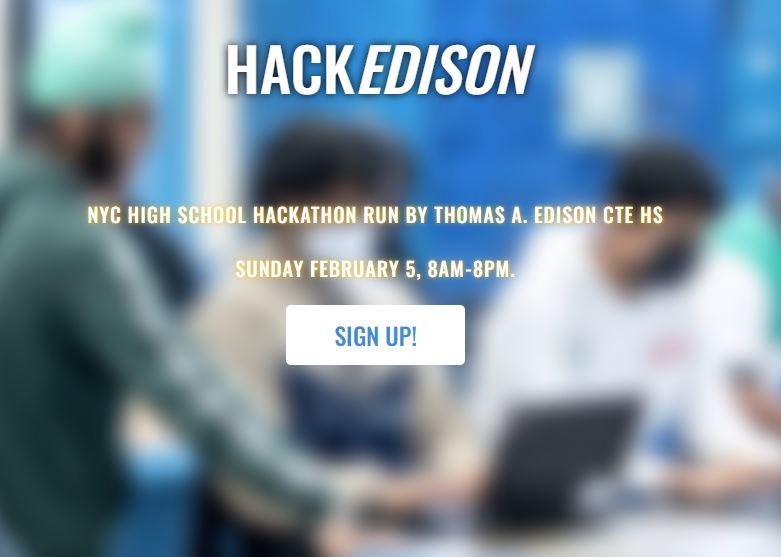 HACKEDISON
NYC HIGH SCHOOL HACKATHON RUN BY THOMAS A. EDISON CTE HS
SUNDAY FEBRUARY 5, 8AM-8PM.
SIGN UP!